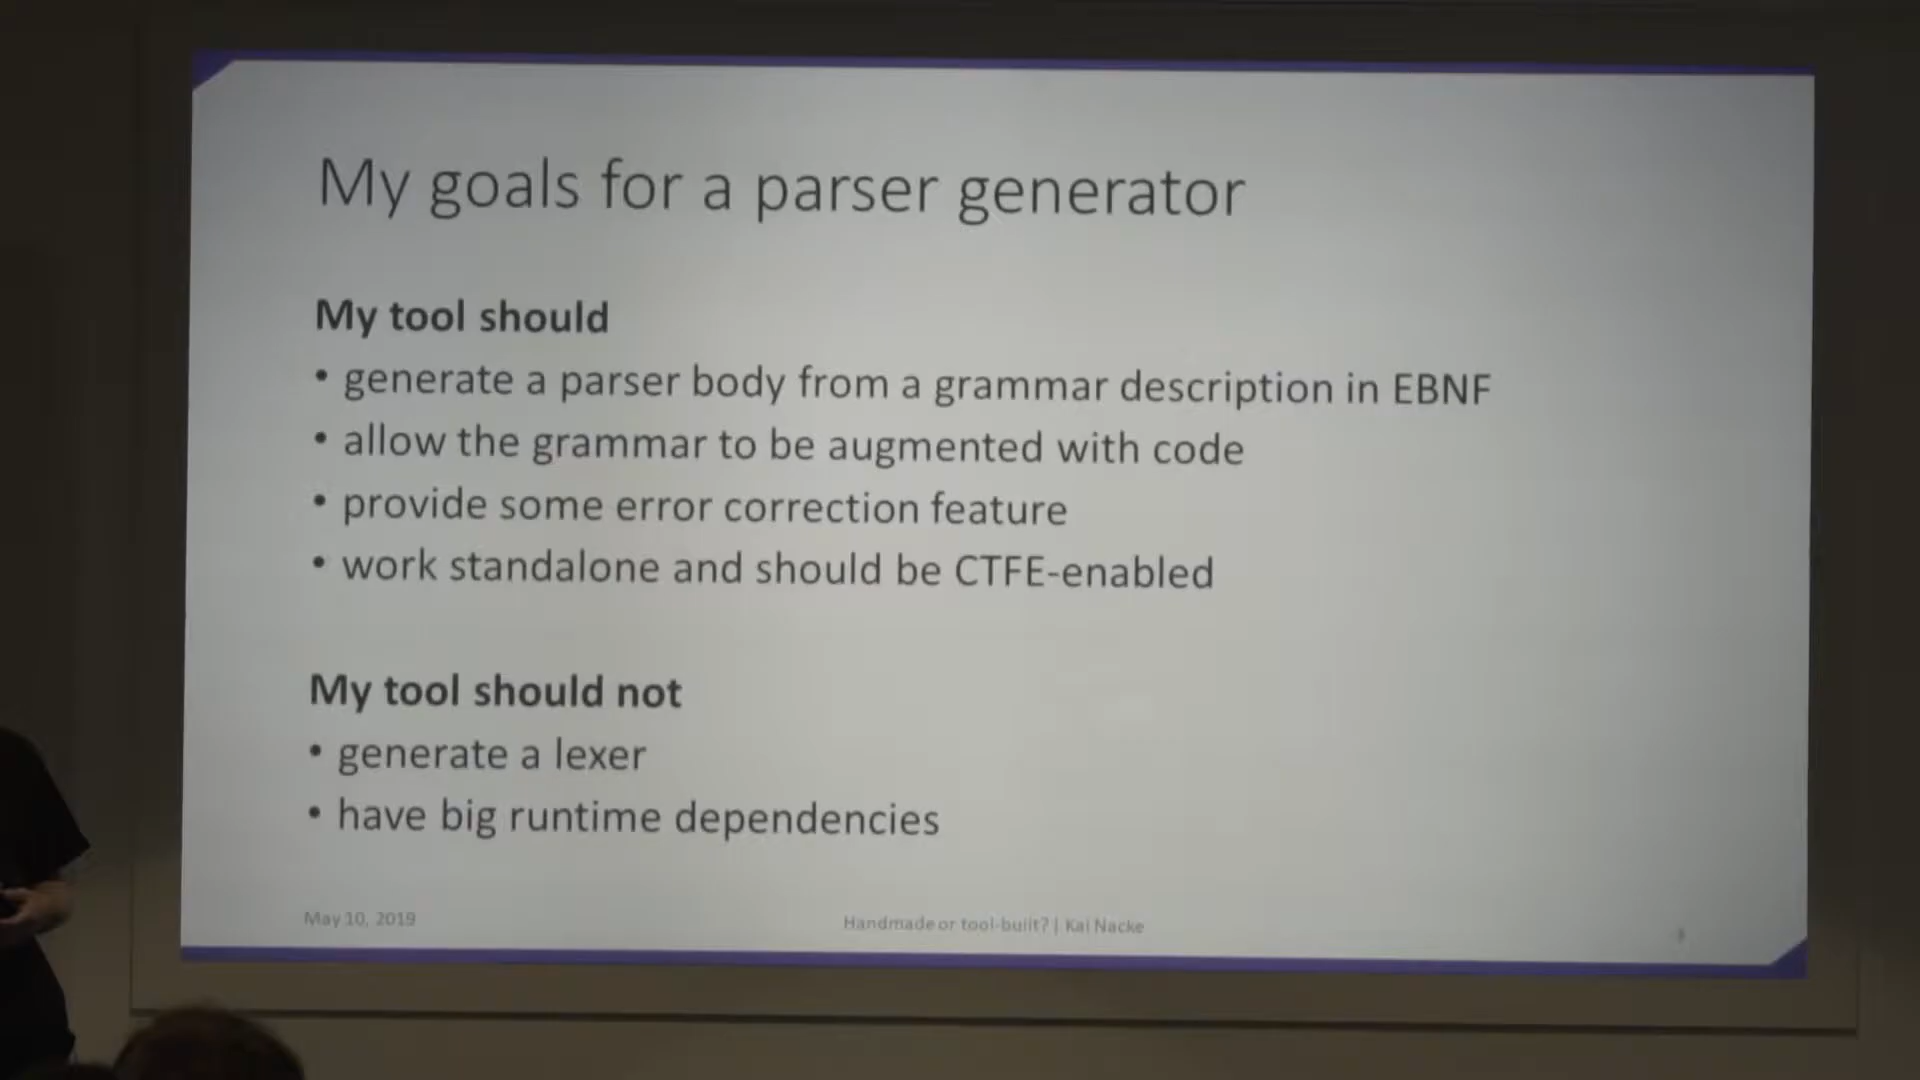 My goals for a parser generator
My tool should
• generate a parser body from a grammar description in EBNF
• allow the grammar to be augmented with code
• provide some error correction feature
• work standalone and should be CTFE-enabled
My tool should not
• generate a lexer
• have big runtime dependencies
May 10, 2019
Handmade or tool-built? | Kai Nacke